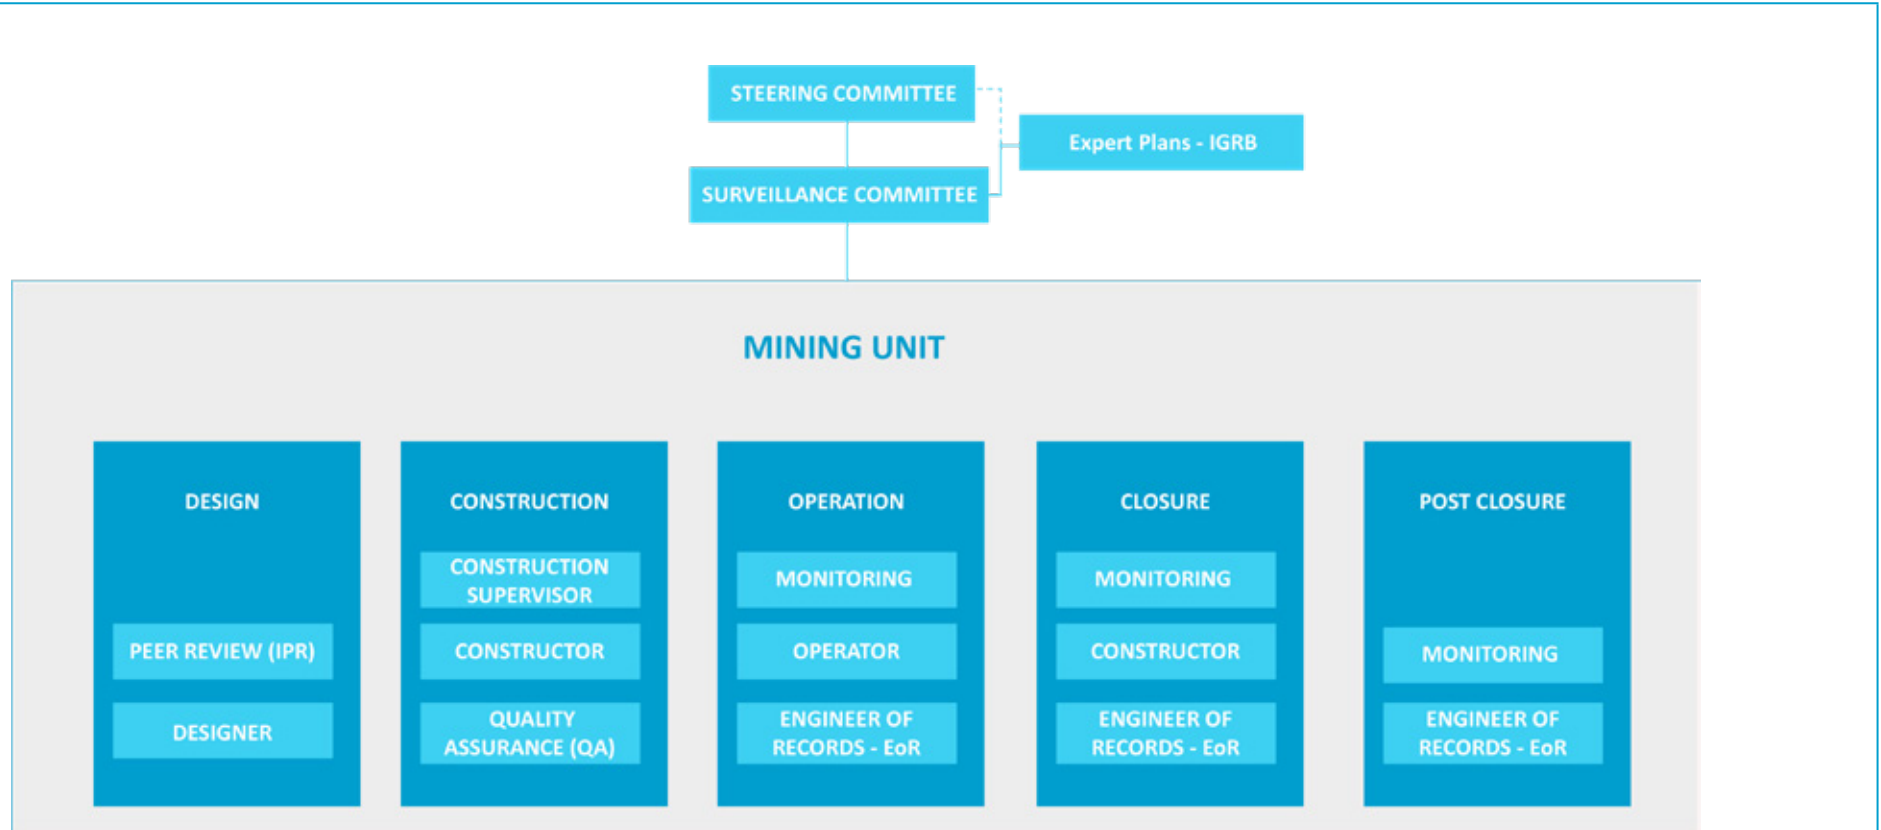 STEERING COMMITTEE
Expert Plans - IGRB
SURVEILLANCE COMMITTEE
MINING UNIT
DESIGN
PEER REVIEW (IPR)
DESIGNER
CONSTRUCTION
CONSTRUCTION
SUPERVISOR
CONSTRUCTOR
QUALITY
ASSURANCE (QA)
OPERATION
MONITORING
OPERATOR
ENGINEER OF
RECORDS - EoR
CLOSURE
MONITORING
CONSTRUCTOR
ENGINEER OF
RECORDS - EoR
POST CLOSURE
MONITORING
ENGINEER OF
RECORDS - EoR